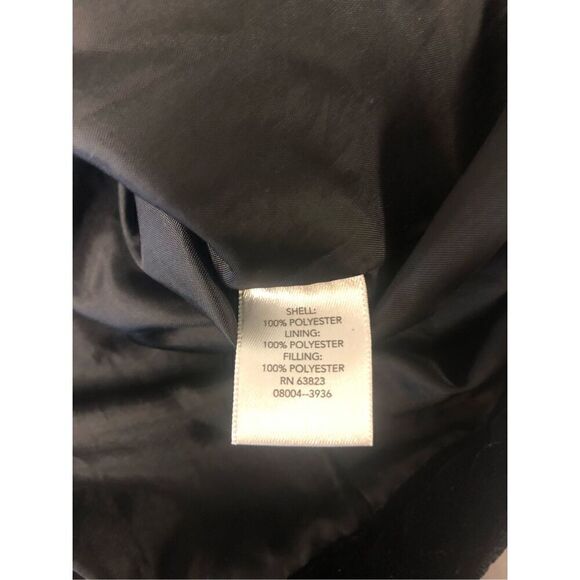 SHELL:
100% POLYESTER
LINING:
100% POLYESTER
FILLING:
100% POLYESTER
RN 63823
08004--3936